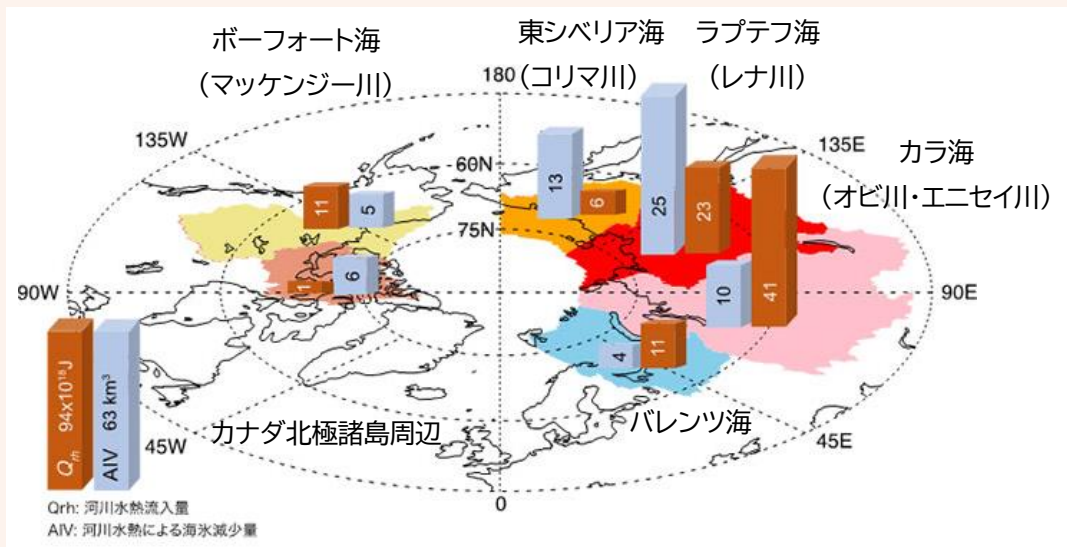 ボーフォート海
(マッケンジー川)
東シベリア海
(コリマ川)
ラプテフ海
(レナ川)
カラ海
(オビ川・エニセイ川)
180
135W
135E
60N
75N
90W
90E
45W
45E
0
11
5
1
6
13
6
25
23
10
41
4
11
カナダ北極諸島周辺
バレンツ海
Qrh 94x10¹⁸J
AIV 63 km³
Qrh: 河川水熱流入量
AIV: 河川水熱による海氷減少量